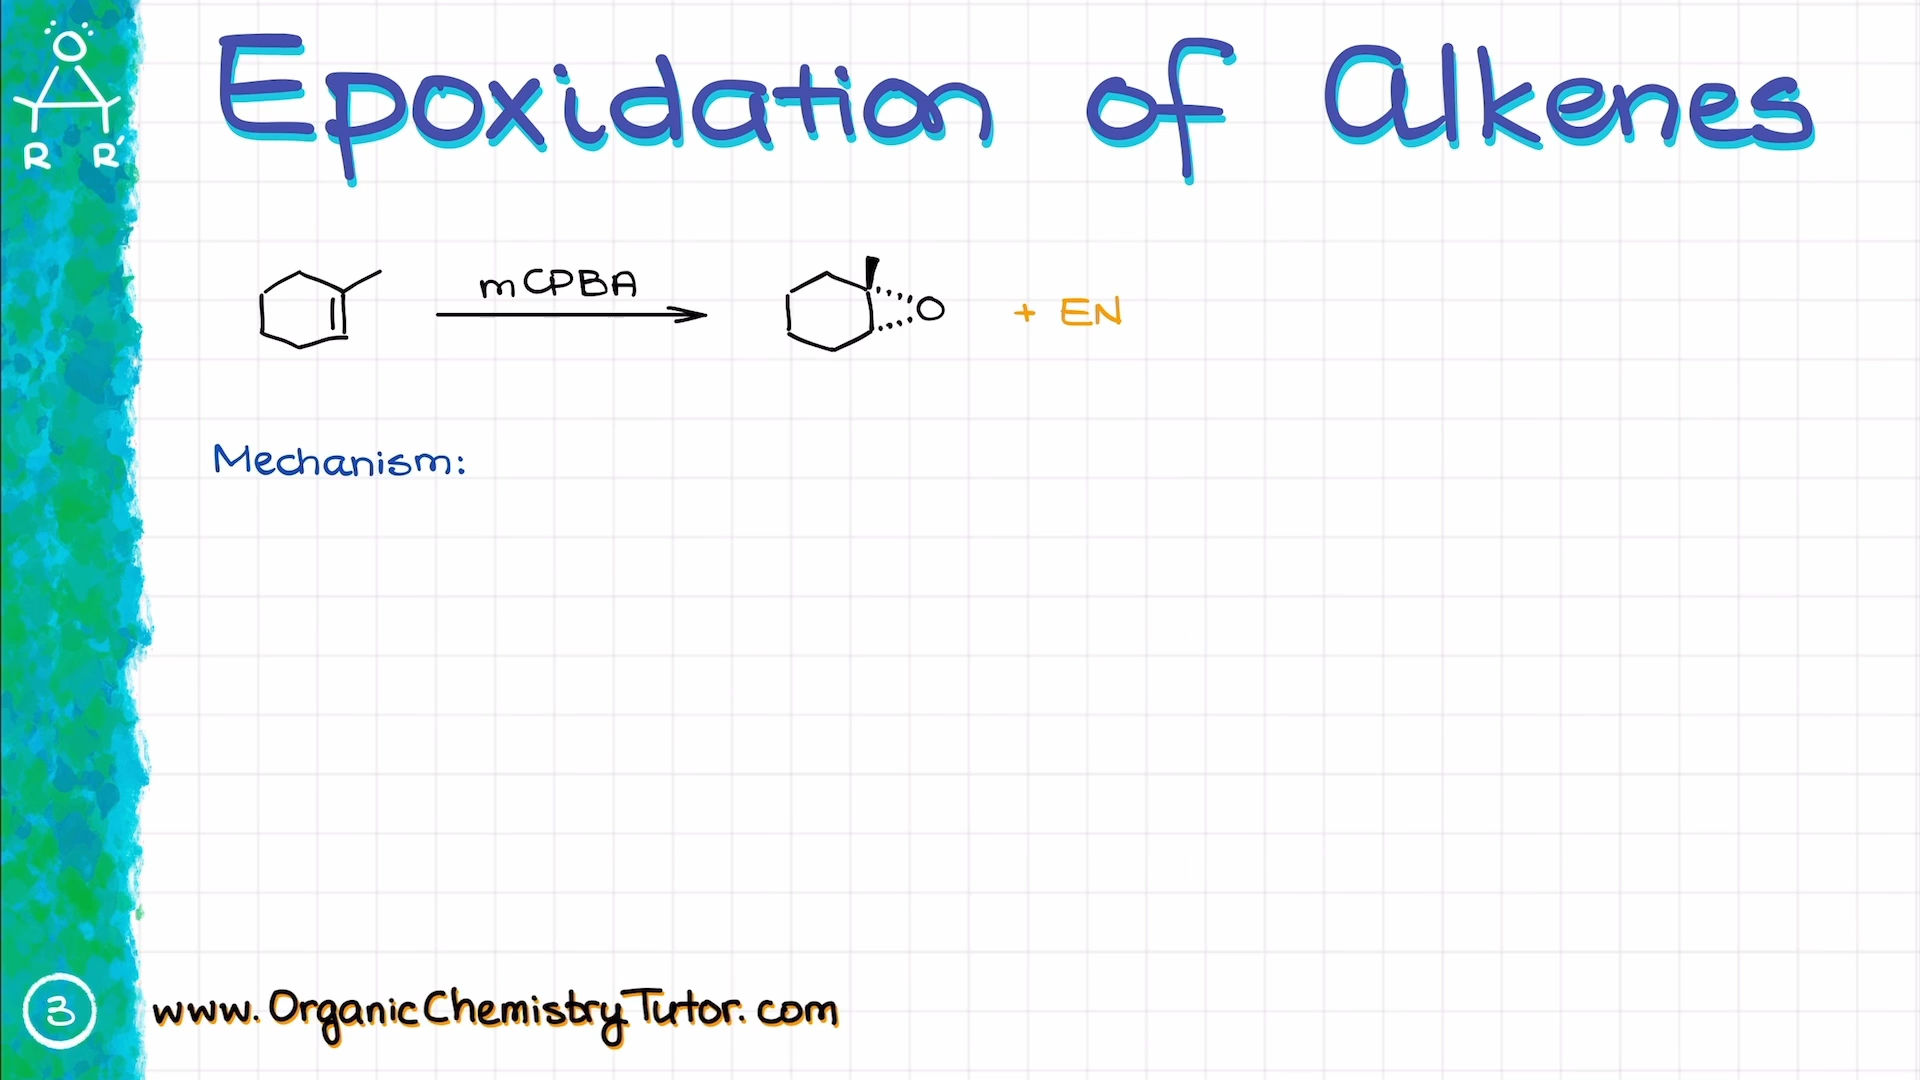 O
R R'
Epoxidation of Alkenes
mCPBA
O
+ EN
Mechanism:
3
www.OrganicChemistryTutor.com